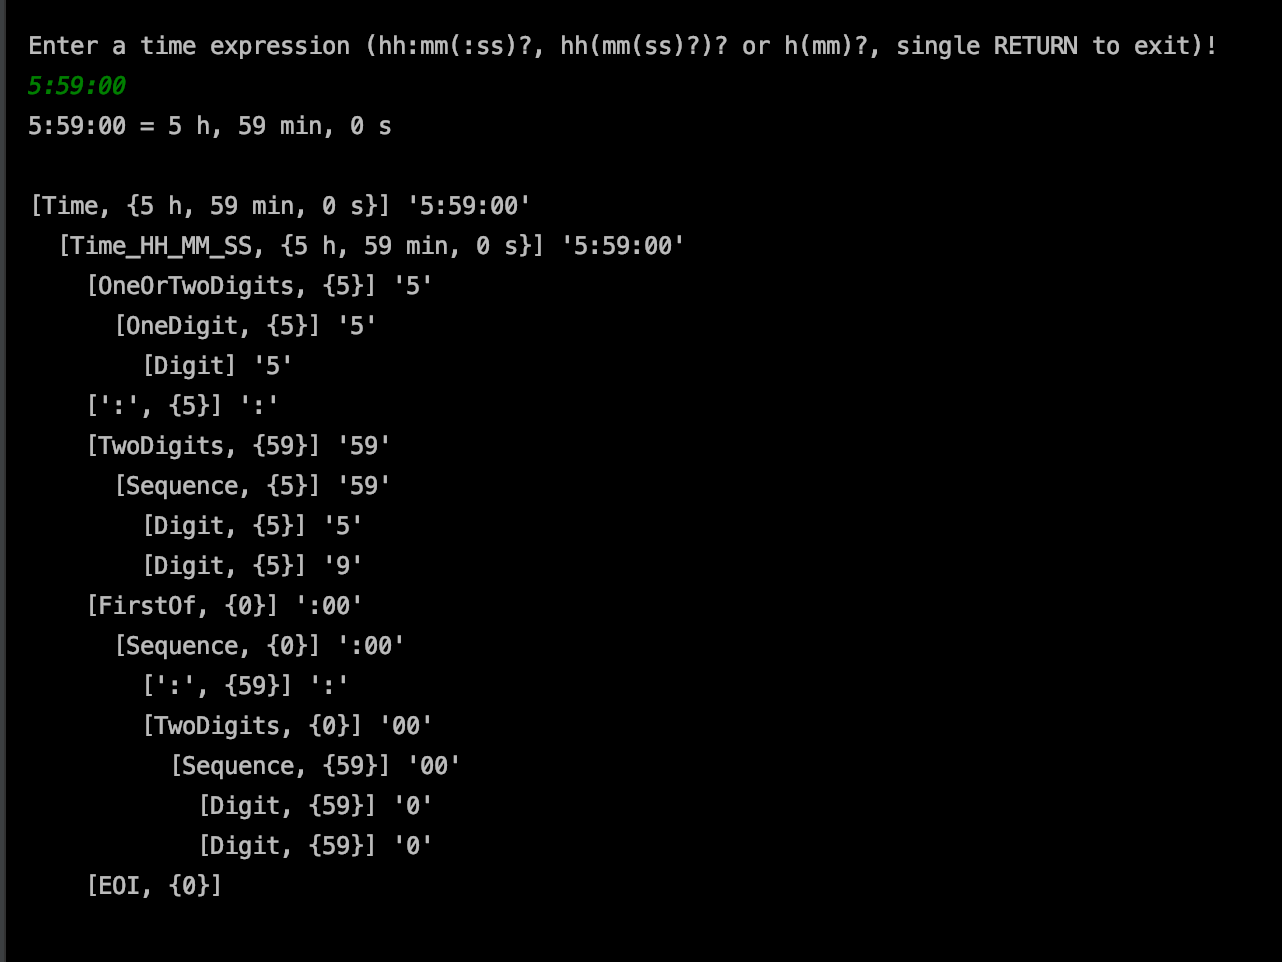 Enter a time expression (hh:mm(:ss)?, hh(mm(ss)?)? or h(mm)?, single RETURN to exit)!
5:59:00
5:59:00 = 5 h, 59 min, 0 s
[Time, {5 h, 59 min, 0 s}] '5:59:00'
[Time_HH_MM_SS, {5 h, 59 min, 0 s}] '5:59:00'
[OneOrTwoDigits, {5}] '5'
[OneDigit, {5}] '5'
[Digit] '5'
[':', {5}] ':'
[TwoDigits, {59}] '59'
[Sequence, {5}] '59'
[Digit, {5}] '5'
[Digit, {5}] '9'
[FirstOf, {0}] ':00'
[Sequence, {0}] ':00'
[':', {59}] ':'
[TwoDigits, {0}] '00'
[Sequence, {59}] '00'
[Digit, {59}] '0'
[Digit, {59}] '0'
[EOI, {0}]